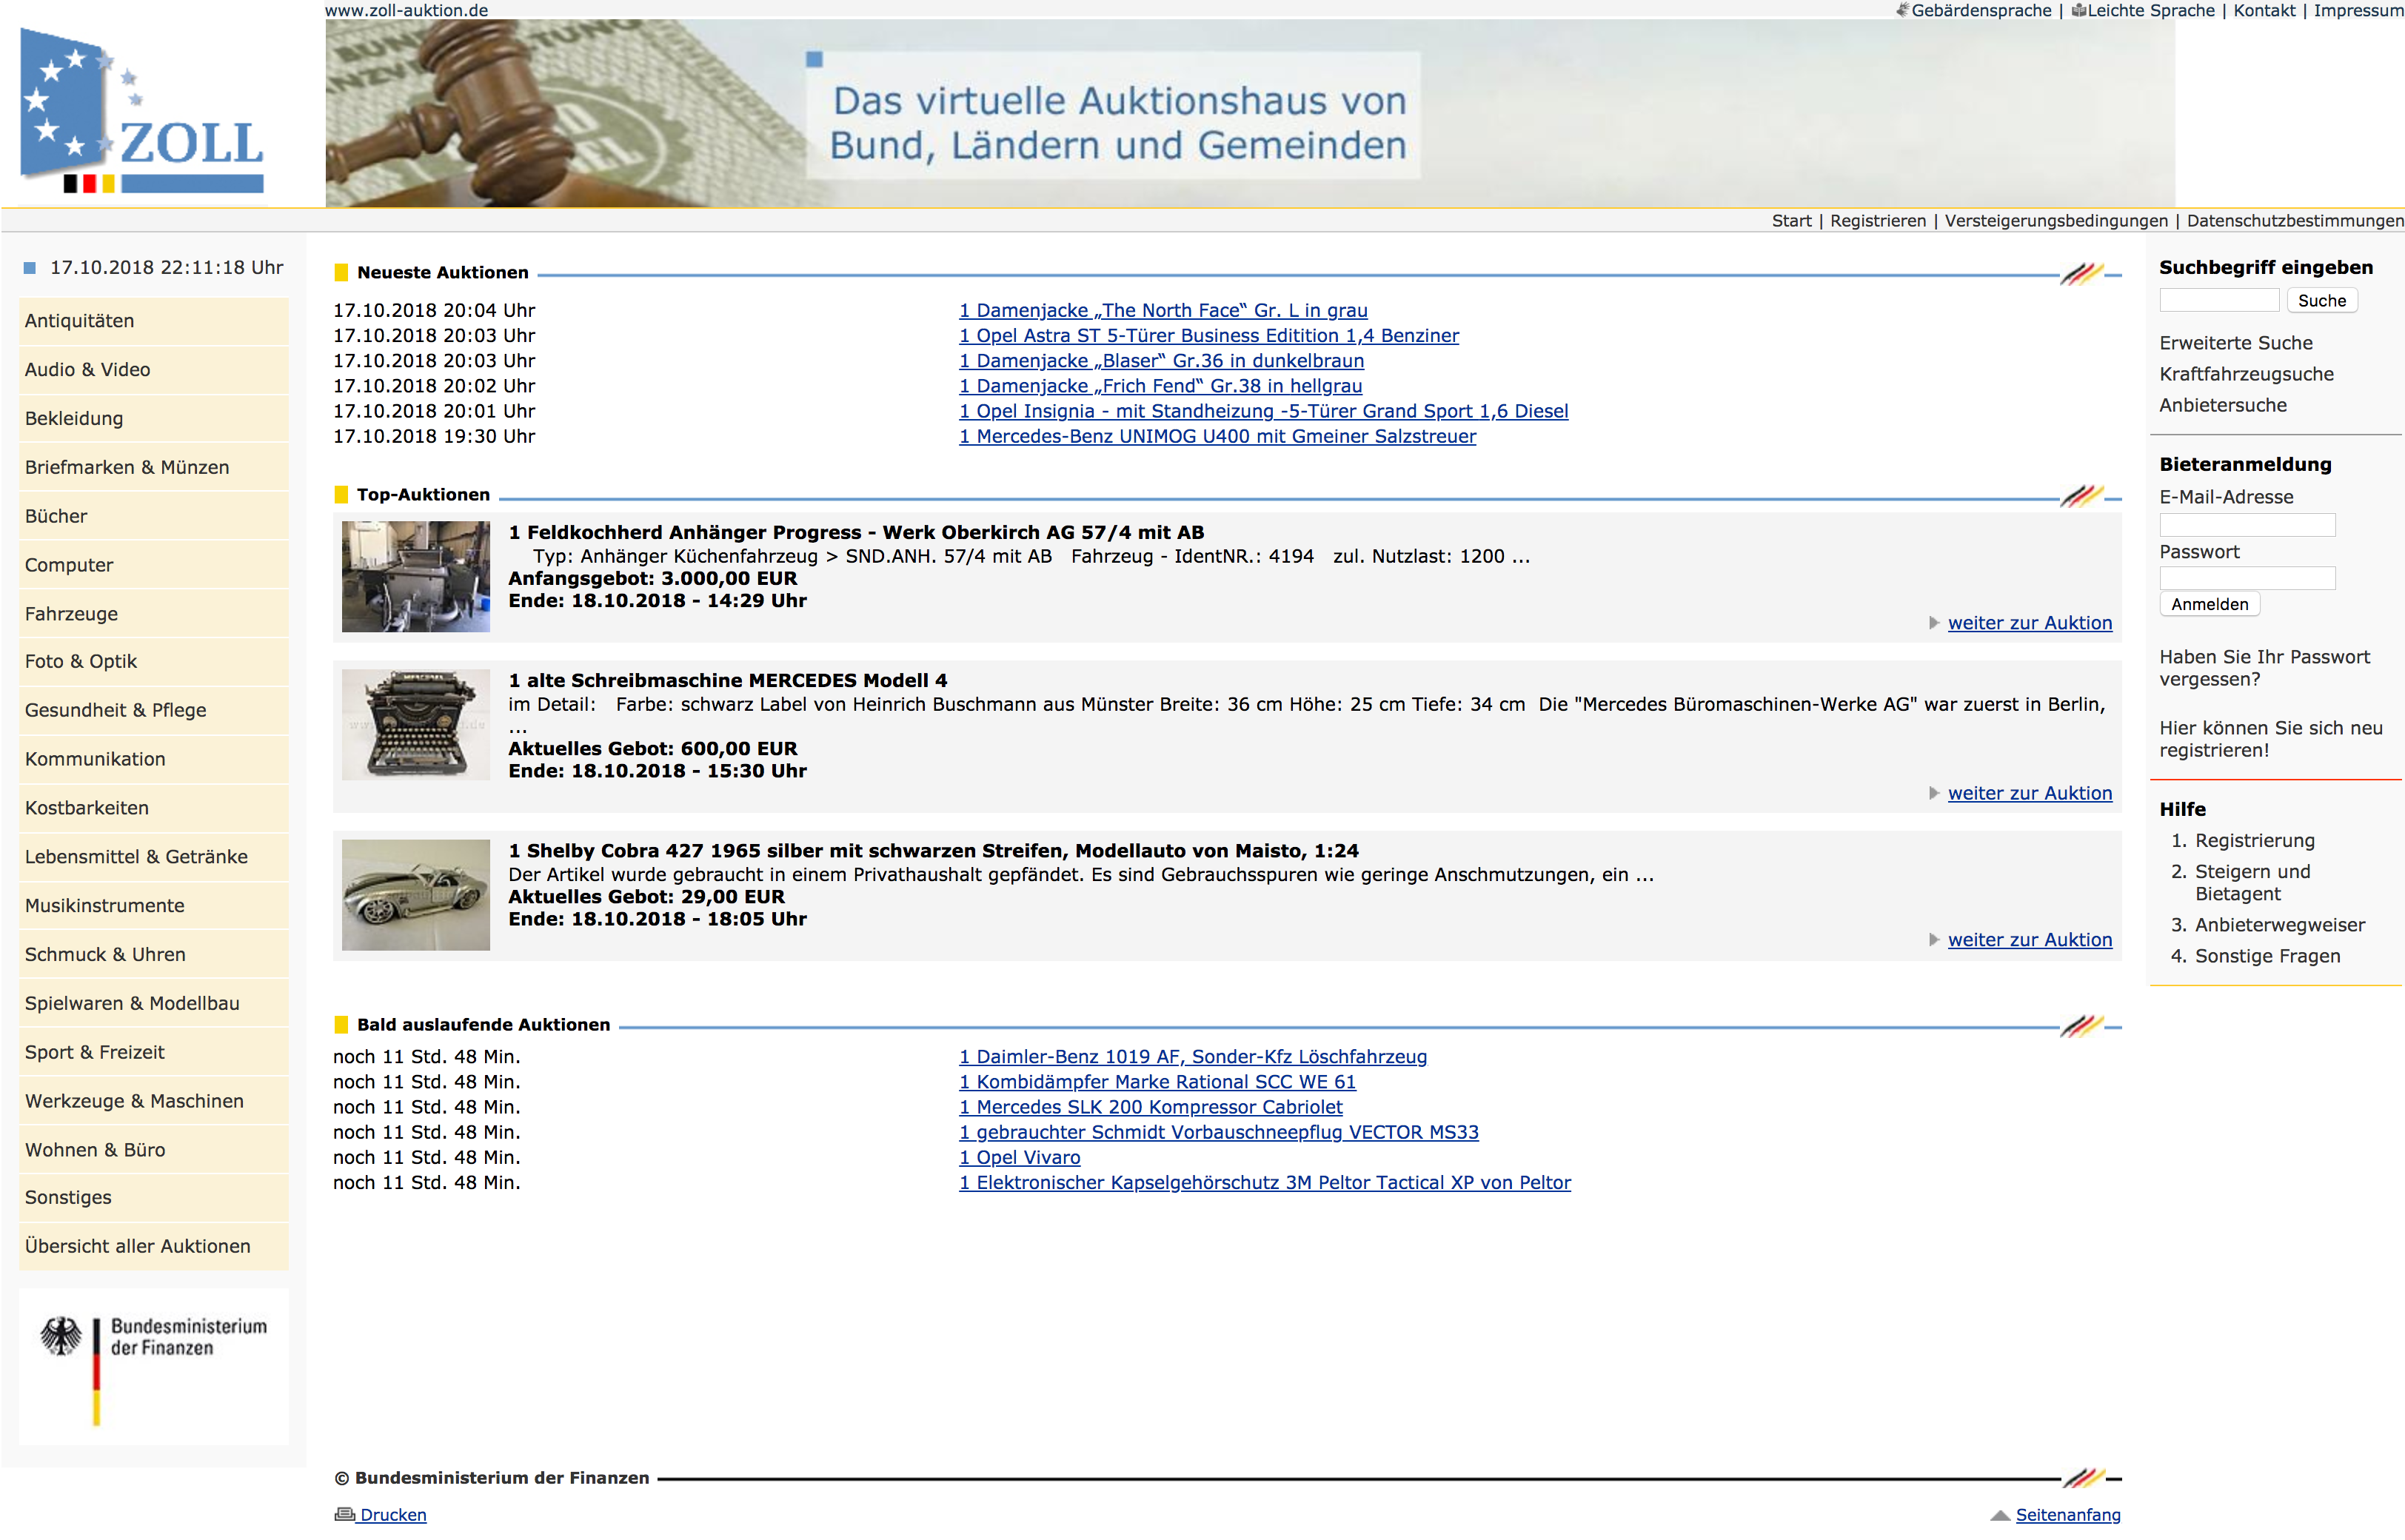 www.zoll-auktion.de
Gebärdensprache | Leichte Sprache | Kontakt | Impressum
ZOLL
Das virtuelle Auktionshaus von
Bund, Ländern und Gemeinden
Start | Registrieren | Versteigerungsbedingungen | Datenschutzbestimmungen
17.10.2018 22:11:18 Uhr
Antiquitäten
Audio & Video
Bekleidung
Briefmarken & Münzen
Bücher
Computer
Fahrzeuge
Foto & Optik
Gesundheit & Pflege
Kommunikation
Kostbarkeiten
Lebensmittel & Getränke
Musikinstrumente
Schmuck & Uhren
Spielwaren & Modellbau
Sport & Freizeit
Werkzeuge & Maschinen
Wohnen & Büro
Sonstiges
Übersicht aller Auktionen
Bundesministerium
der Finanzen
Neueste Auktionen
17.10.2018 20:04 Uhr 1 Damenjacke „The North Face“ Gr. L in grau
17.10.2018 20:03 Uhr 1 Opel Astra ST 5-Türer Business Editition 1,4 Benziner
17.10.2018 20:03 Uhr 1 Damenjacke „Blaser“ Gr.36 in dunkelbraun
17.10.2018 20:02 Uhr 1 Damenjacke „Frich Fend“ Gr.38 in hellgrau
17.10.2018 20:01 Uhr 1 Opel Insignia - mit Standheizung -5-Türer Grand Sport 1,6 Diesel
17.10.2018 19:30 Uhr 1 Mercedes-Benz UNIMOG U400 mit Gmeiner Salzstreuer
Top-Auktionen
1 Feldkochherd Anhänger Progress - Werk Oberkirch AG 57/4 mit AB
Typ: Anhänger Küchenfahrzeug > SND.ANH. 57/4 mit AB Fahrzeug - IdentNR.: 4194 zul. Nutzlast: 1200 ...
Anfangsgebot: 3.000,00 EUR
Ende: 18.10.2018 - 14:29 Uhr
weiter zur Auktion
1 alte Schreibmaschine MERCEDES Modell 4
im Detail: Farbe: schwarz Label von Heinrich Buschmann aus Münster Breite: 36 cm Höhe: 25 cm Tiefe: 34 cm Die "Mercedes Büromaschinen-Werke AG" war zuerst in Berlin,
...
Aktuelles Gebot: 600,00 EUR
Ende: 18.10.2018 - 15:30 Uhr
weiter zur Auktion
1 Shelby Cobra 427 1965 silber mit schwarzen Streifen, Modellauto von Maisto, 1:24
Der Artikel wurde gebraucht in einem Privathaushalt gepfändet. Es sind Gebrauchsspuren wie geringe Anschmutzungen, ein ...
Aktuelles Gebot: 29,00 EUR
Ende: 18.10.2018 - 18:05 Uhr
weiter zur Auktion
Bald auslaufende Auktionen
noch 11 Std. 48 Min. 1 Daimler-Benz 1019 AF, Sonder-Kfz Löschfahrzeug
noch 11 Std. 48 Min. 1 Kombidämpfer Marke Rational SCC WE 61
noch 11 Std. 48 Min. 1 Mercedes SLK 200 Kompressor Cabriolet
noch 11 Std. 48 Min. 1 gebrauchter Schmidt Vorbauschneepflug VECTOR MS33
noch 11 Std. 48 Min. 1 Opel Vivaro
noch 11 Std. 48 Min. 1 Elektronischer Kapselgehörschutz 3M Peltor Tactical XP von Peltor
Suchbegriff eingeben
Suche
Erweiterte Suche
Kraftfahrzeugsuche
Anbietersuche
Bieteranmeldung
E-Mail-Adresse
Passwort
Anmelden
Haben Sie Ihr Passwort
vergessen?
Hier können Sie sich neu
registrieren!
Hilfe
1. Registrierung
2. Steigern und
Bietagent
3. Anbieterwegweiser
4. Sonstige Fragen
© Bundesministerium der Finanzen
Drucken
Seitenanfang